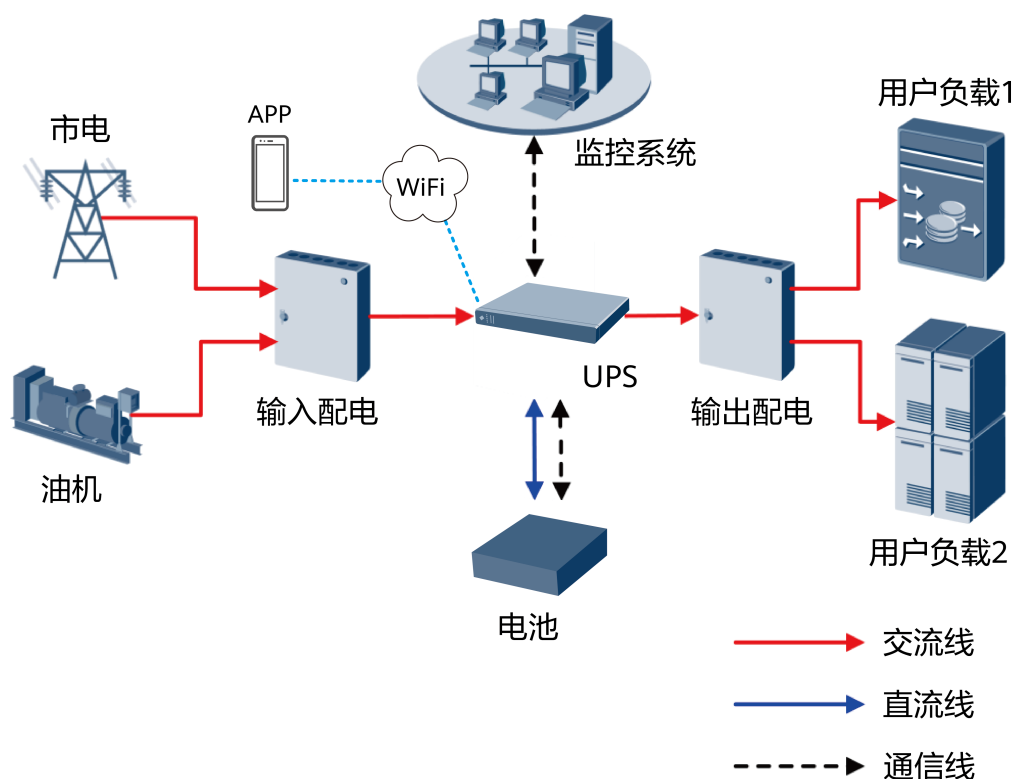 用户负载1
APP
市电
监控系统
WiFi
UPS
输入配电
输出配电
油机
用户负载2
电池
交流线
直流线
通信线